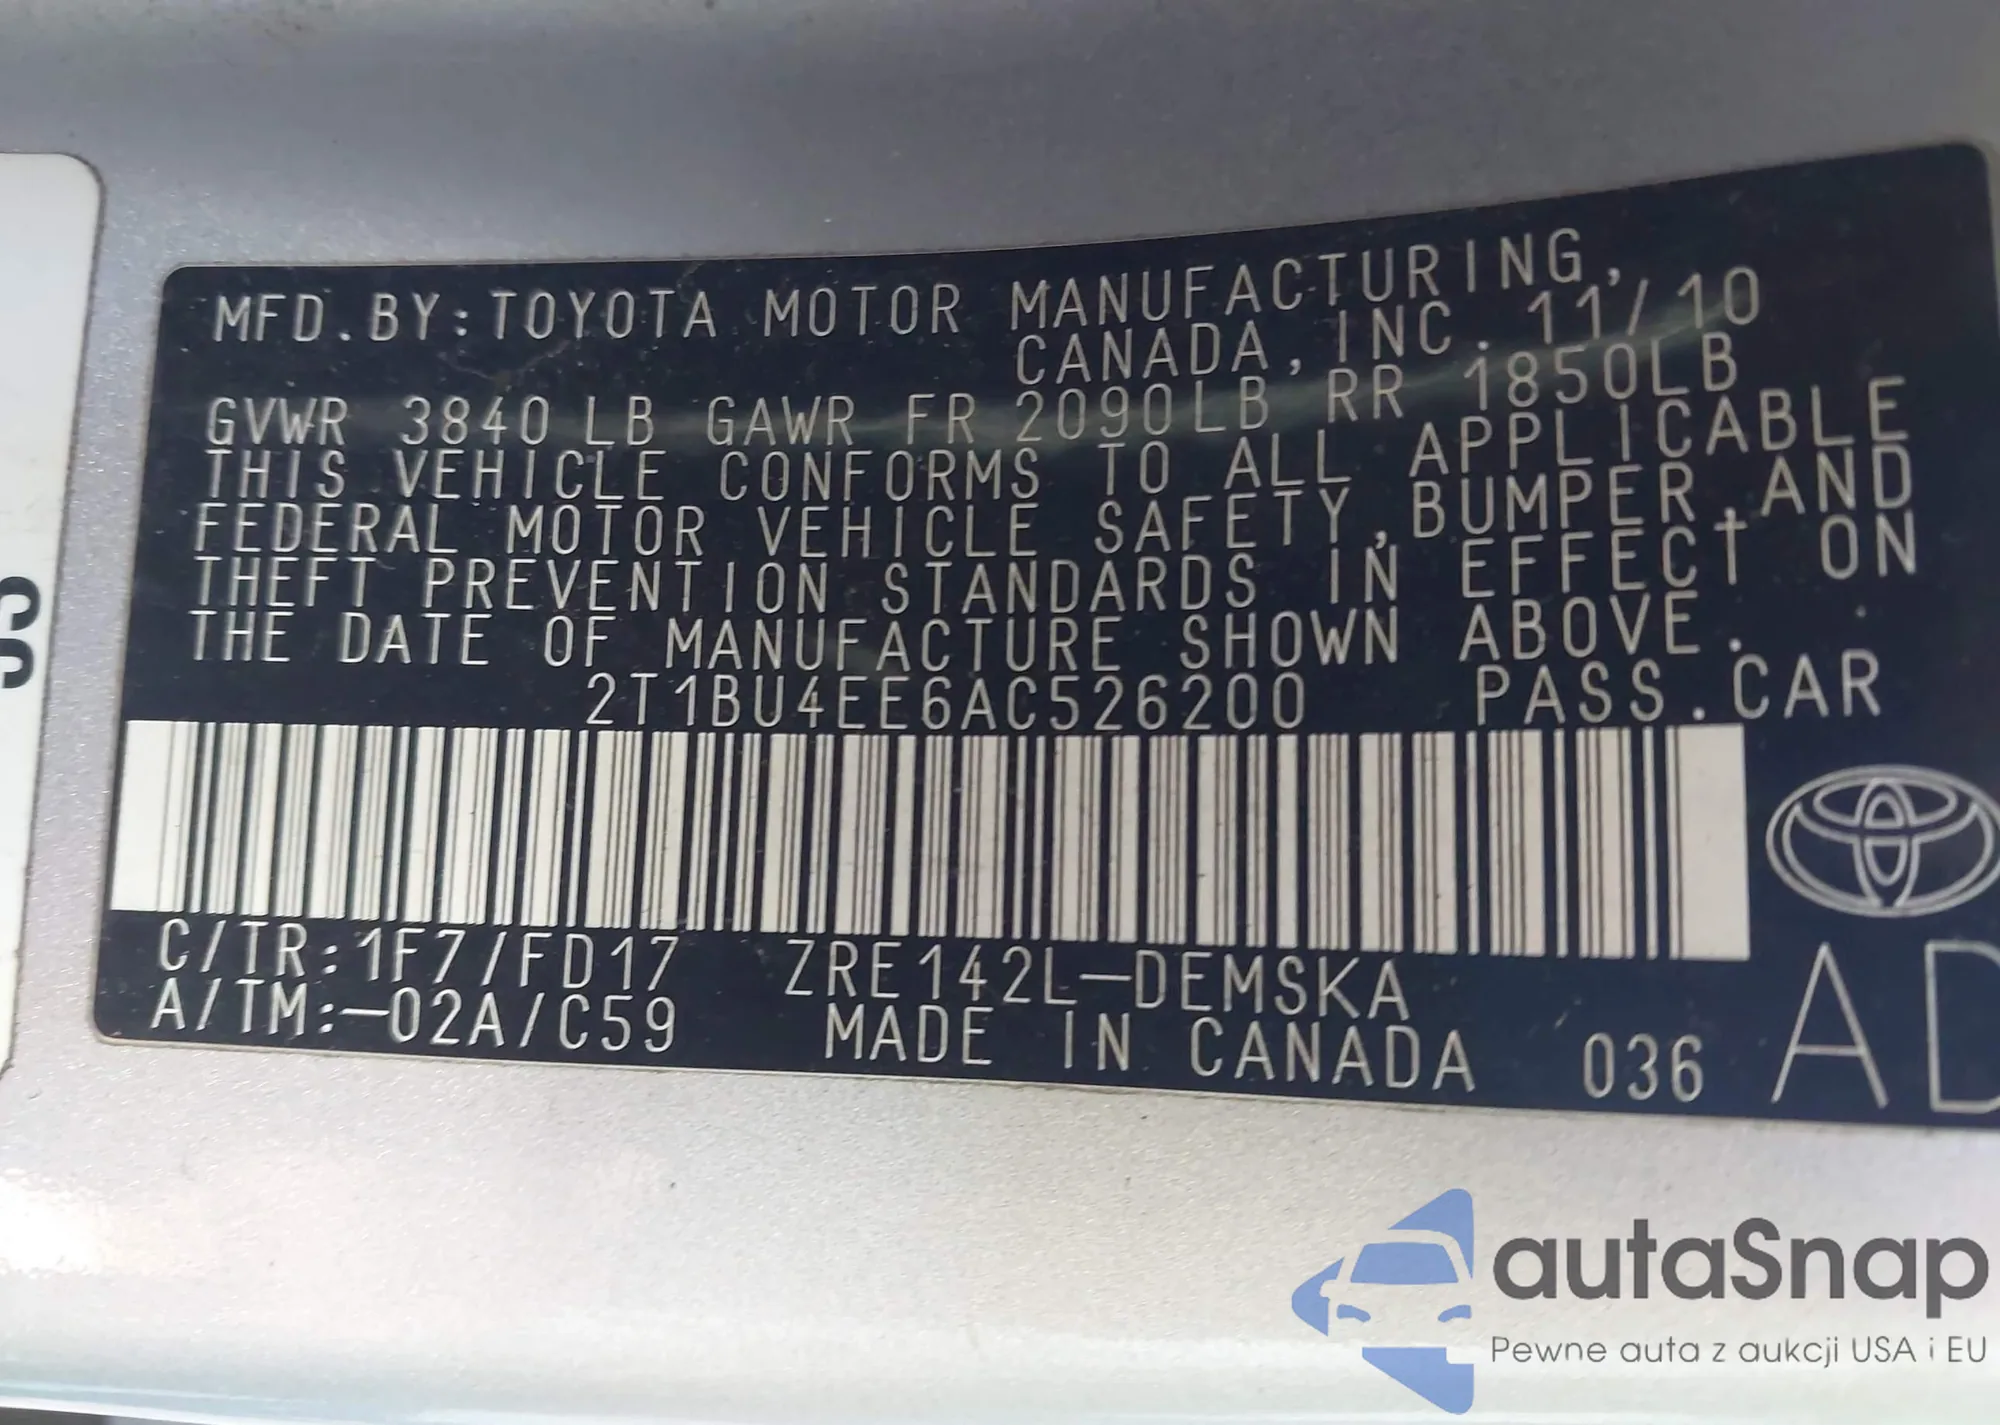 MFD.BY:TOYOTA MOTOR MANUFACTURING,
CANADA, INC. 11/10
GVWR 3840LB GAWR FR 2090LB RR 1850LB
THIS VEHICLE CONFORMS TO ALL APPLICABLE
FEDERAL MOTOR VEHICLE SAFETY, BUMPER, AND
THEFT PREVENTION STANDARDS IN EFFECT ON
THE DATE OF MANUFACTURE SHOWN ABOVE.
2T1BU4EE6AC526200 PASS.CAR
C/TR:1F7/FD17 ZRE142L-DEMSKA
A/TM:-02A/C59 MADE IN CANADA 036 AD
autaSnap
Pewne auta z aukcji USA i EU